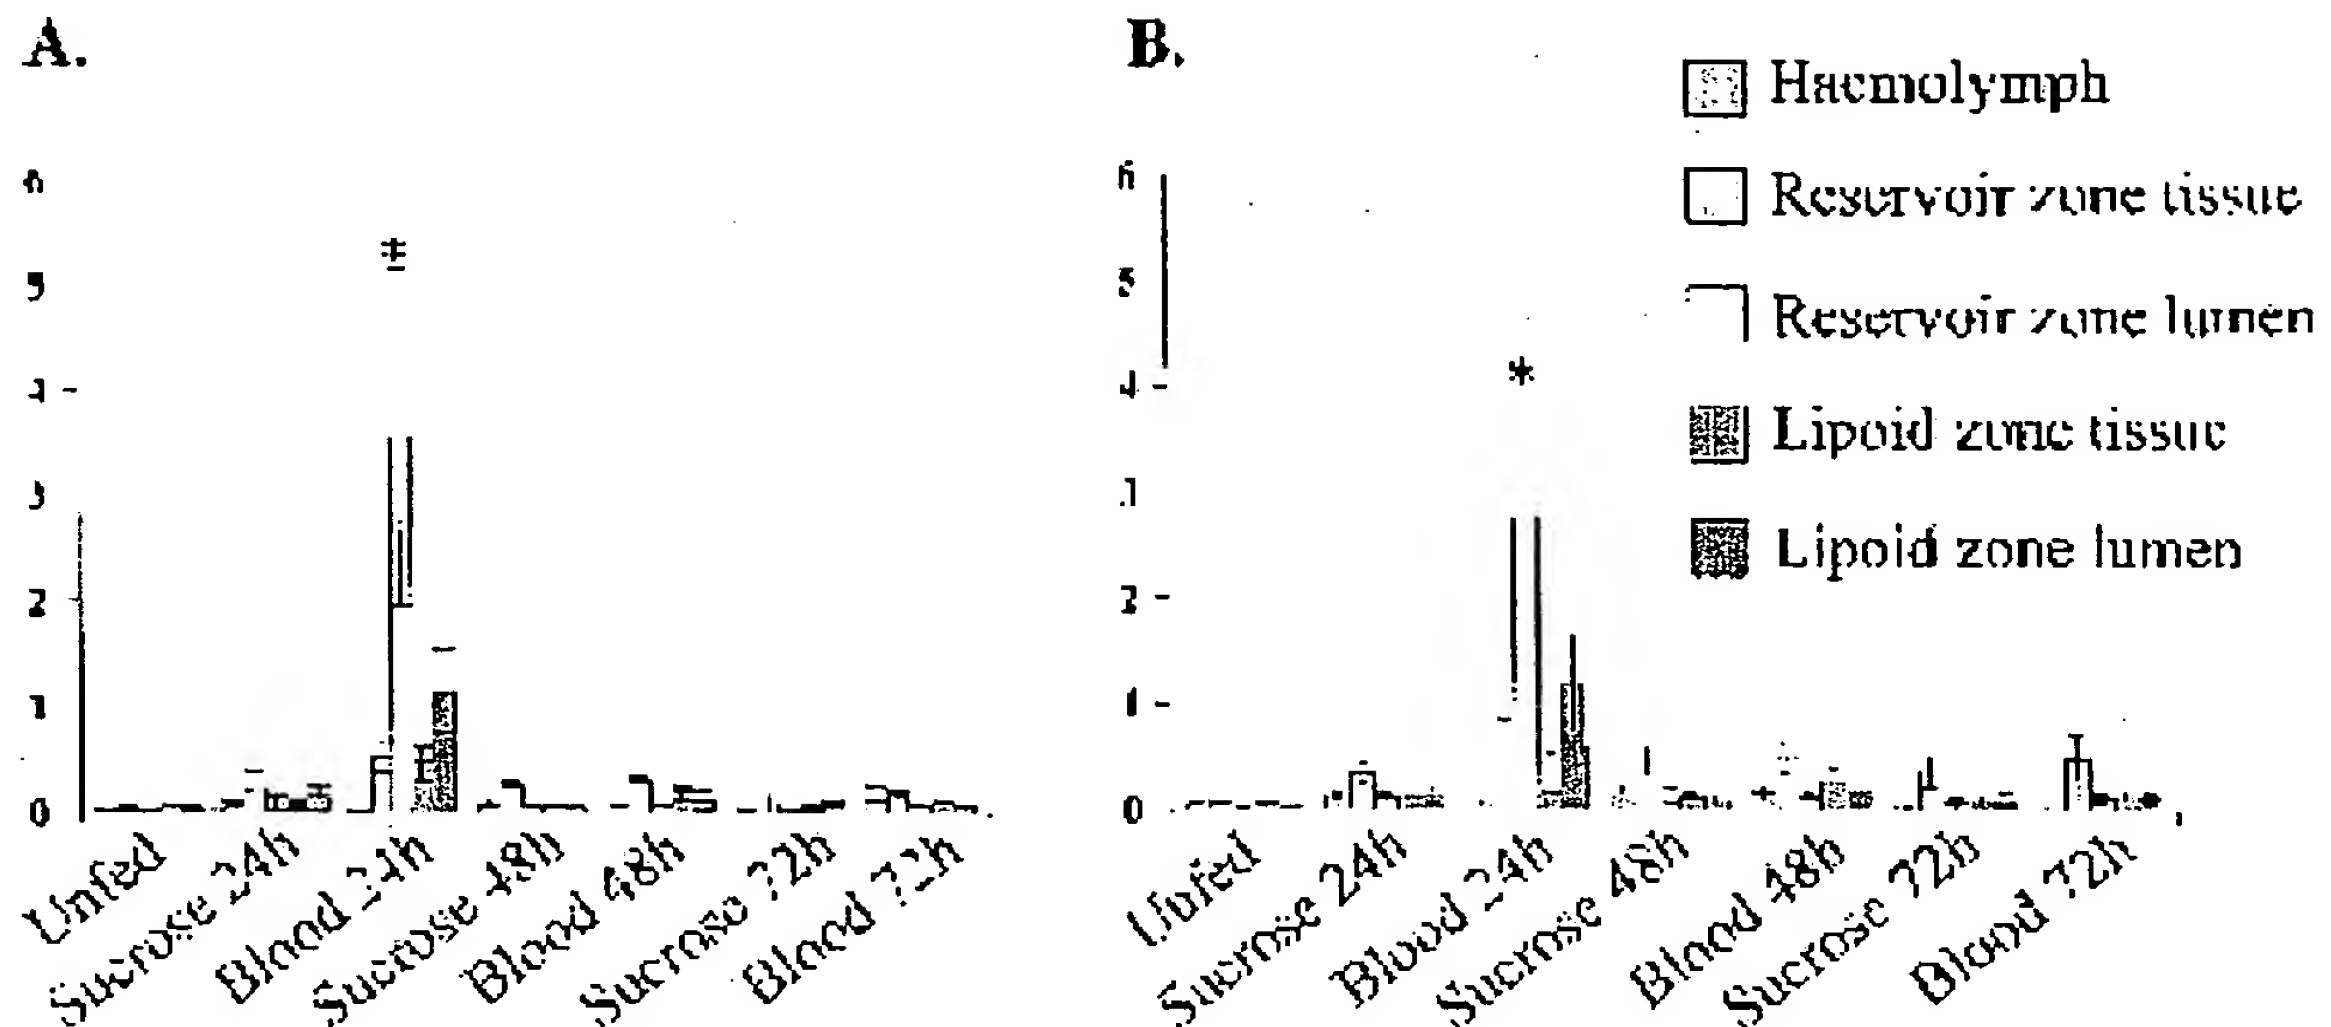 A.
6
5
4
3
2
1
0
Unfed
Sucrose 24h
Blood 24h
Sucrose 48h
Blood 48h
Sucrose 72h
Blood 72h
*
B.
6
5
4
3
2
1
0
Unfed
Sucrose 24h
Blood 24h
Sucrose 48h
Blood 48h
Sucrose 72h
Blood 72h
*
Haemolymph
Reservoir zone tissue
Reservoir zone lumen
Lipoid zone tissue
Lipoid zone lumen